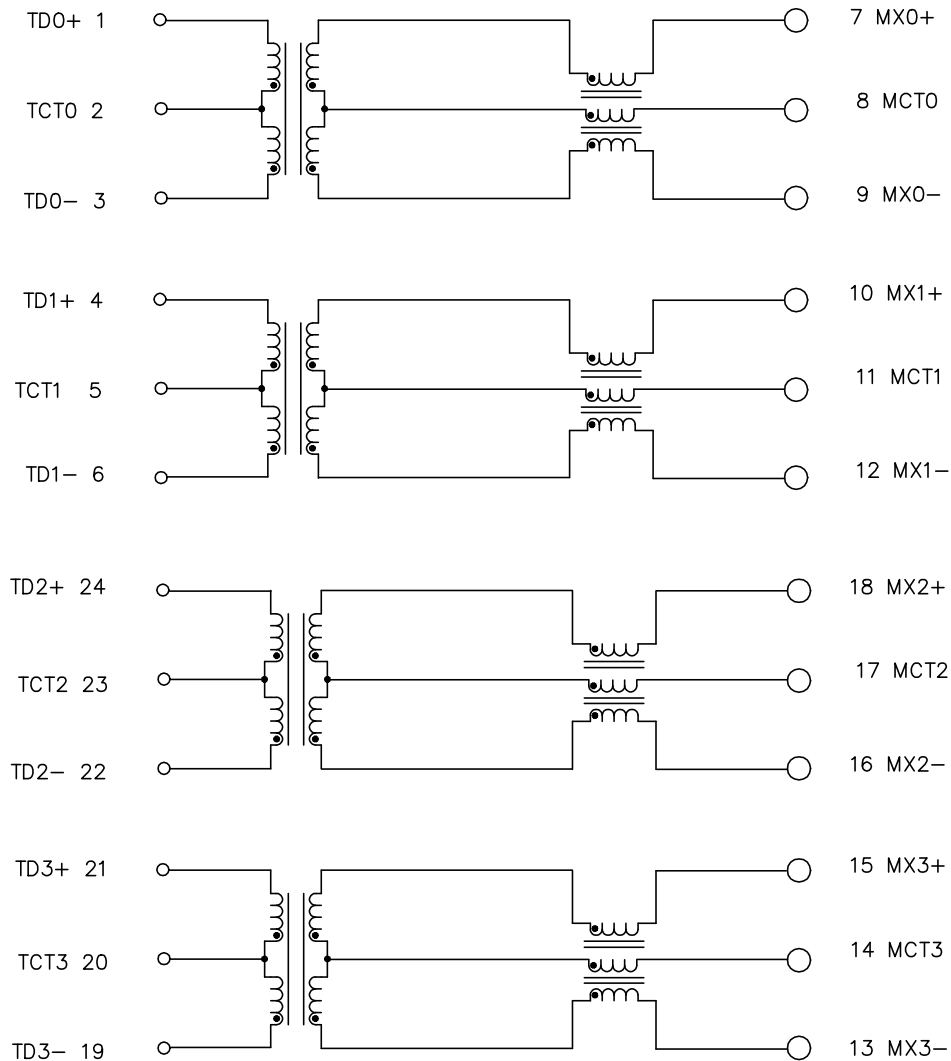 TD0+ 1
7 MX0+
TCT0 2
8 MCT0
TD0- 3
9 MX0-
TD1+ 4
10 MX1+
TCT1 5
11 MCT1
TD1- 6
12 MX1-
TD2+ 24
18 MX2+
TCT2 23
17 MCT2
TD2- 22
16 MX2-
TD3+ 21
15 MX3+
TCT3 20
14 MCT3
TD3- 19
13 MX3-